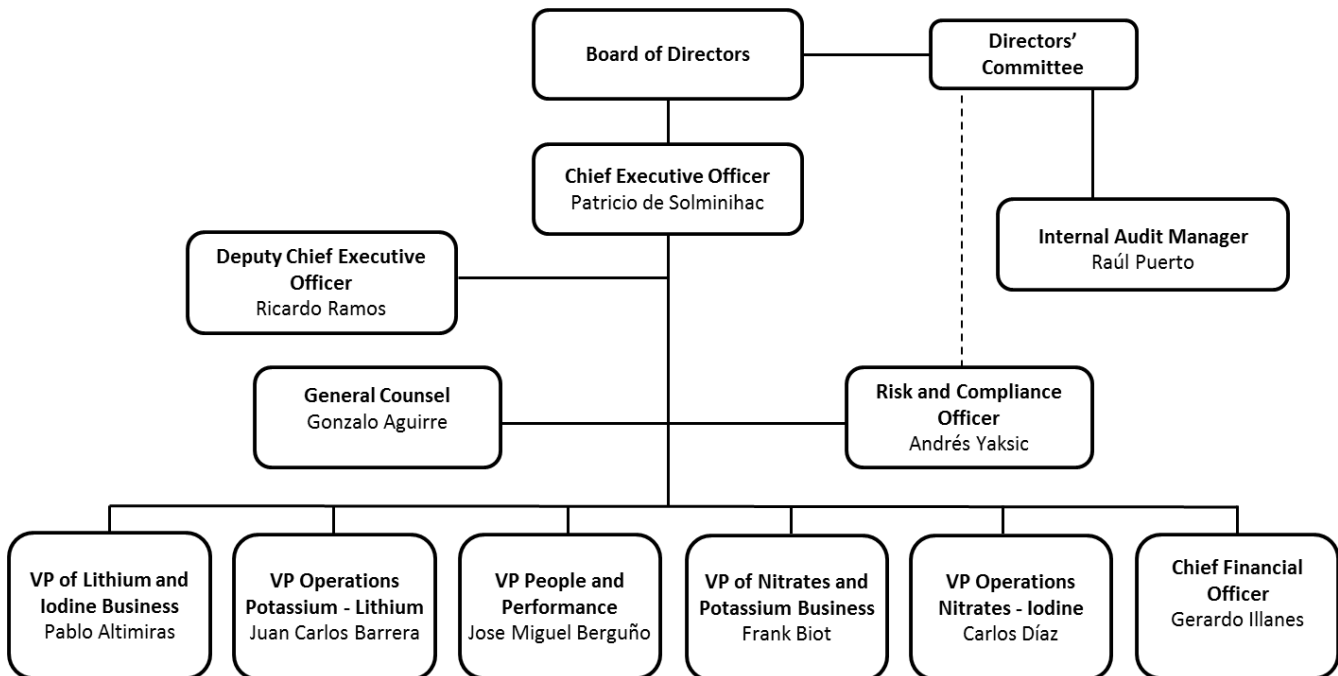 Board of Directors
Directors’
Committee
Chief Executive Officer
Patricio de Solminihac
Internal Audit Manager
Raúl Puerto
Deputy Chief Executive
Officer
Ricardo Ramos
General Counsel
Gonzalo Aguirre
Risk and Compliance
Officer
Andrés Yaksic
VP of Lithium and
Iodine Business
Pablo Altimiras
VP Operations
Potassium - Lithium
Juan Carlos Barrera
VP People and
Performance
Jose Miguel Berguño
VP of Nitrates and
Potassium Business
Frank Biot
VP Operations
Nitrates - Iodine
Carlos Díaz
Chief Financial
Officer
Gerardo Illanes